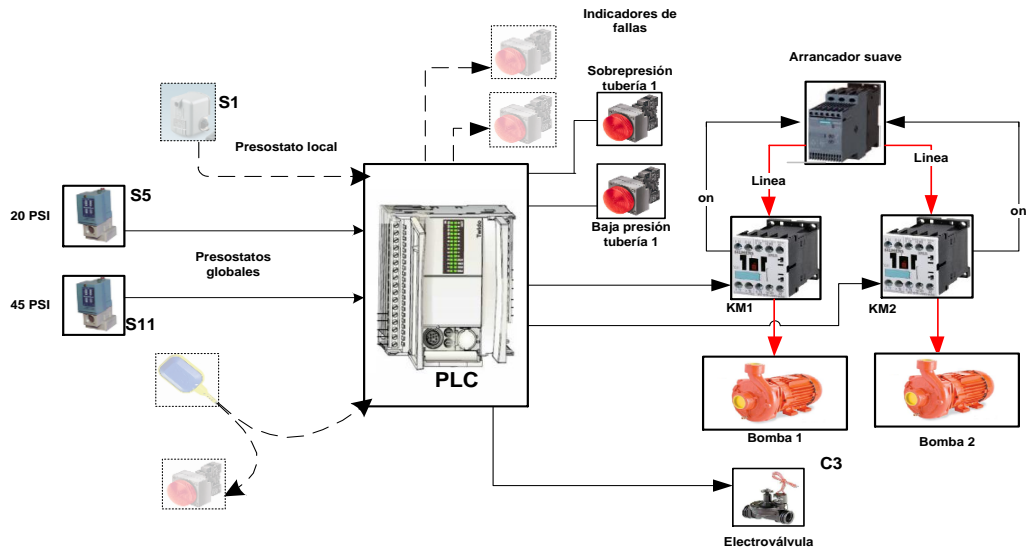 Indicadores de
fallas
Arrancador suave
Sobrepresión
tubería 1
S1
Presostato local
Linea
Linea
on
on
S5
20 PSI
Baja presión
tubería 1
Presostatos
globales
45 PSI
S11
KM1
KM2
PLC
Bomba 1
Bomba 2
C3
Electroválvula